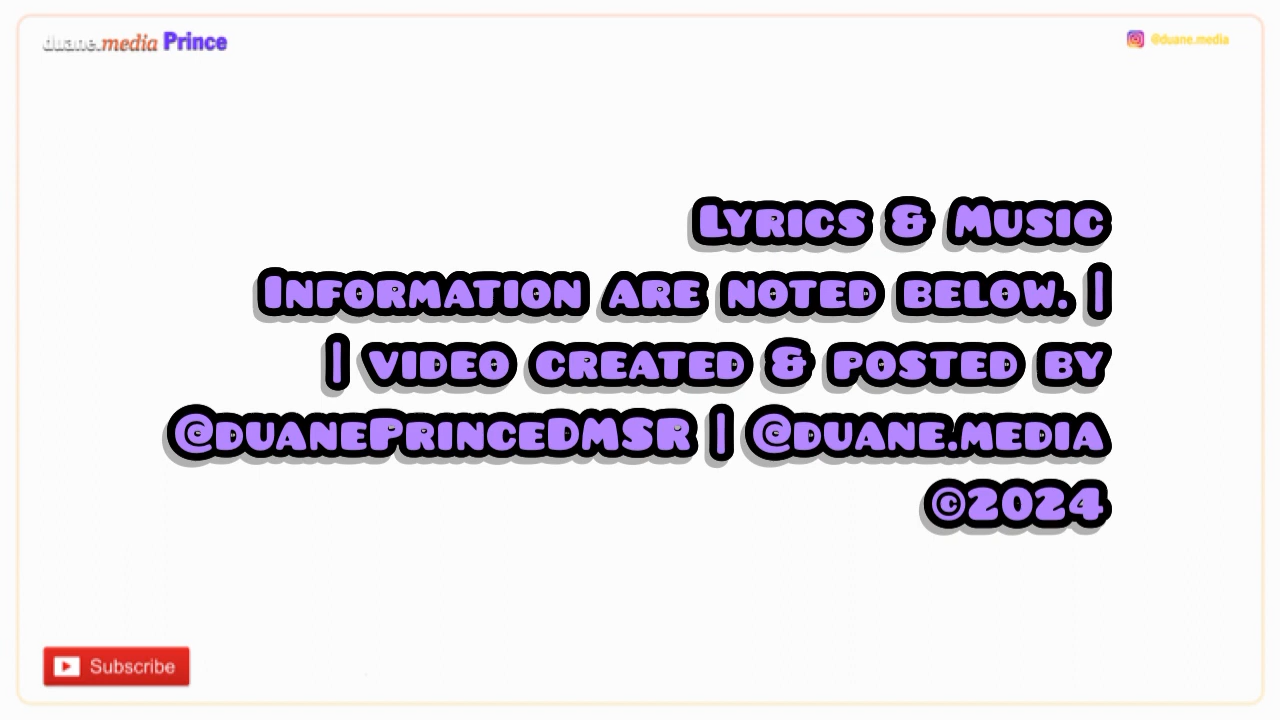 duane.media Prince
@duane.media
Lyrics & Music
Information are noted below. |
| video created & posted by
@duanePrinceDMSR | @duane.media
©2024
Subscribe